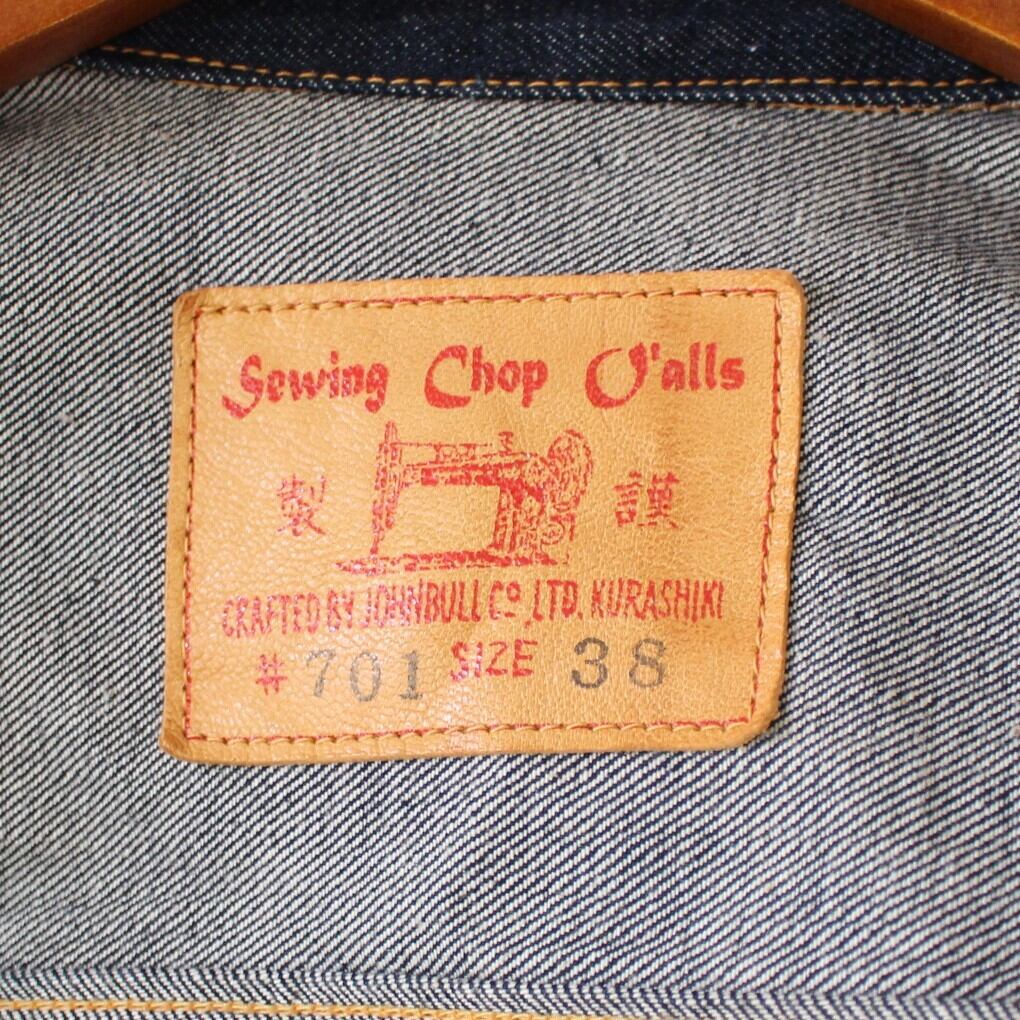 Sewing Chop O'alls
製 謹
CRAFTED BY JOHNBULL Co., LTD. KURASHIKI
# 701 SIZE 38